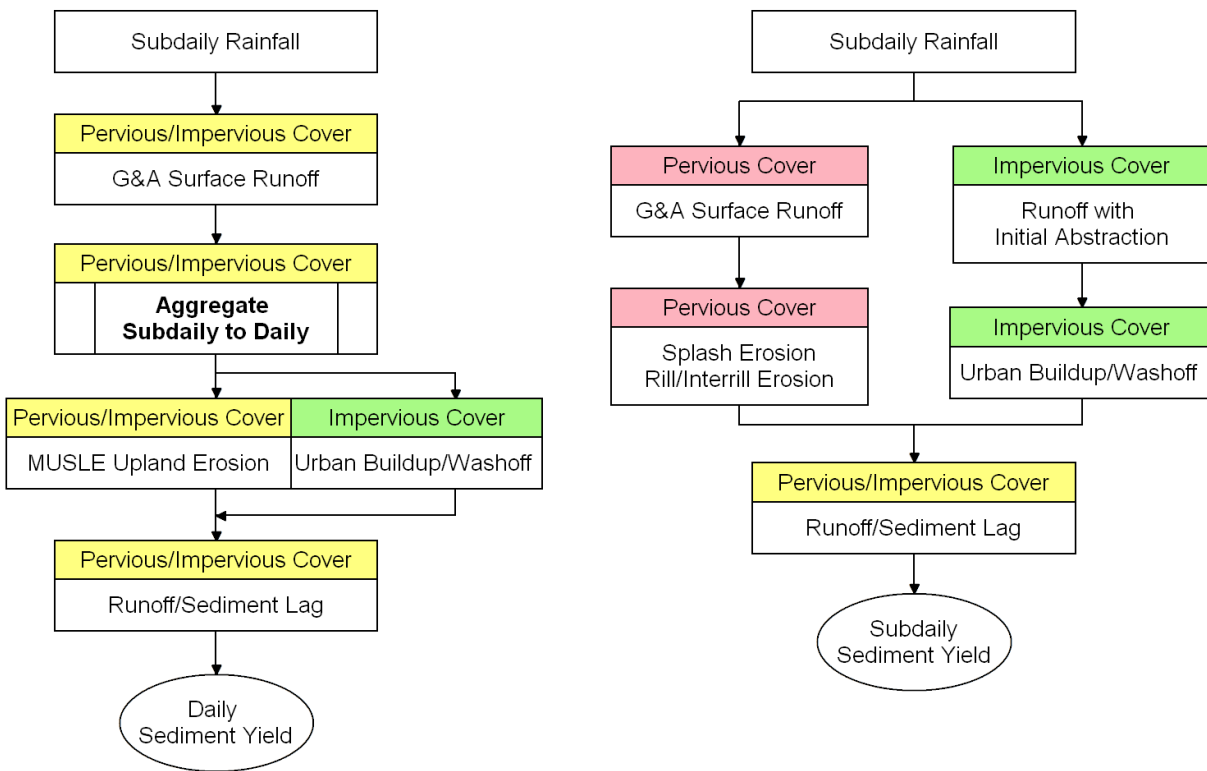 Subdaily Rainfall
Pervious/Impervious Cover
G&A Surface Runoff
Pervious/Impervious Cover
Aggregate
Subdaily to Daily
Pervious/Impervious Cover
MUSLE Upland Erosion
Impervious Cover
Urban Buildup/Washoff
Pervious/Impervious Cover
Runoff/Sediment Lag
Daily
Sediment Yield
Subdaily Rainfall
Pervious Cover
G&A Surface Runoff
Pervious Cover
Splash Erosion
Rill/Interrill Erosion
Impervious Cover
Runoff with
Initial Abstraction
Impervious Cover
Urban Buildup/Washoff
Pervious/Impervious Cover
Runoff/Sediment Lag
Subdaily
Sediment Yield